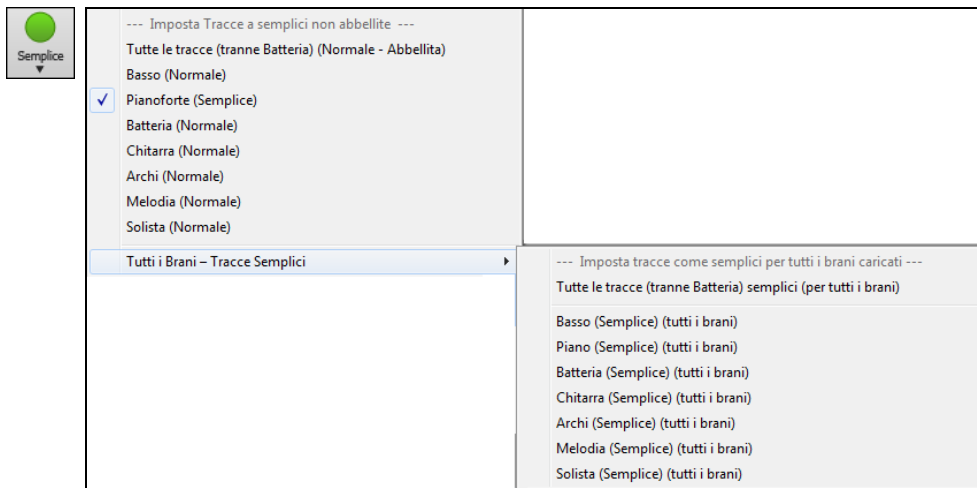 Semplice
--- Imposta Tracce a semplici non abbellite ---
Tutte le tracce (tranne Batteria) (Normale - Abbellita)
Basso (Normale)
Pianoforte (Semplice)
Batteria (Normale)
Chitarra (Normale)
Archi (Normale)
Melodia (Normale)
Solista (Normale)
Tutti i Brani – Tracce Semplici
--- Imposta tracce come semplici per tutti i brani caricati ---
Tutte le tracce (tranne Batteria) semplici (per tutti i brani)
Basso (Semplice) (tutti i brani)
Piano (Semplice) (tutti i brani)
Batteria (Semplice) (tutti i brani)
Chitarra (Semplice) (tutti i brani)
Archi (Semplice) (tutti i brani)
Melodia (Semplice) (tutti i brani)
Solista (Semplice) (tutti i brani)